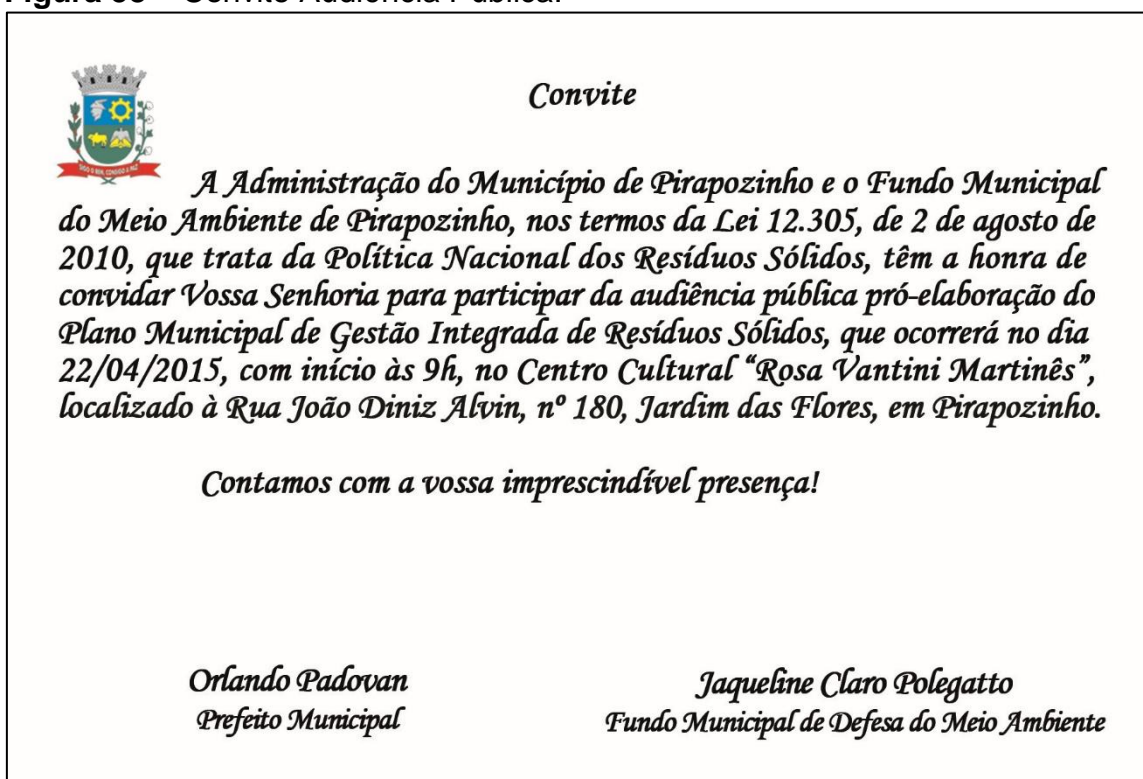 Convite
A Administração do Município de Pirapozinho e o Fundo Municipal
do Meio Ambiente de Pirapozinho, nos termos da Lei 12.305, de 2 de agosto de
2010, que trata da Política Nacional dos Resíduos Sólidos, têm a honra de
convidar Vossa Senhoria para participar da audiência pública pró-elaboração do
Plano Municipal de Gestão Integrada de Resíduos Sólidos, que ocorrerá no dia
22/04/2015, com início às 9h, no Centro Cultural “Rosa Vantini Martinês”,
localizado à Rua João Diniz Alvin, nº 180, Jardim das Flores, em Pirapozinho.
Contamos com a vossa imprescindível presença!
Orlando Padovan
Prefeito Municipal
Jaqueline Claro Polegatto
Fundo Municipal de Defesa do Meio Ambiente